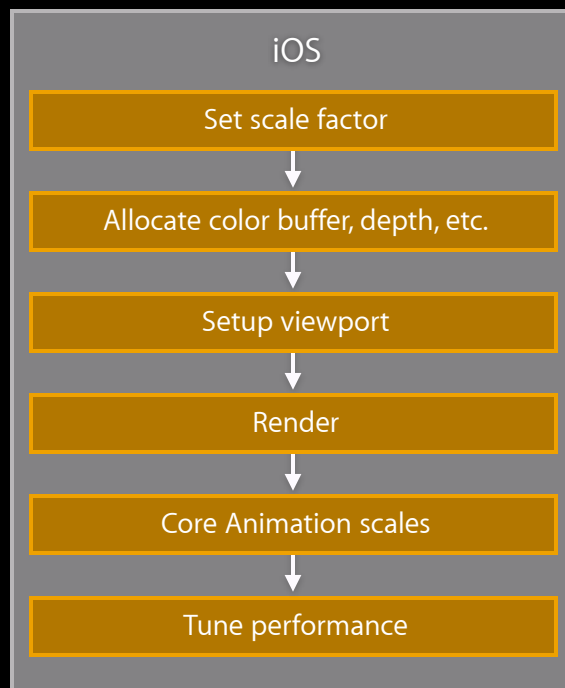 iOS
Set scale factor
Allocate color buffer, depth, etc.
Setup viewport
Render
Core Animation scales
Tune performance